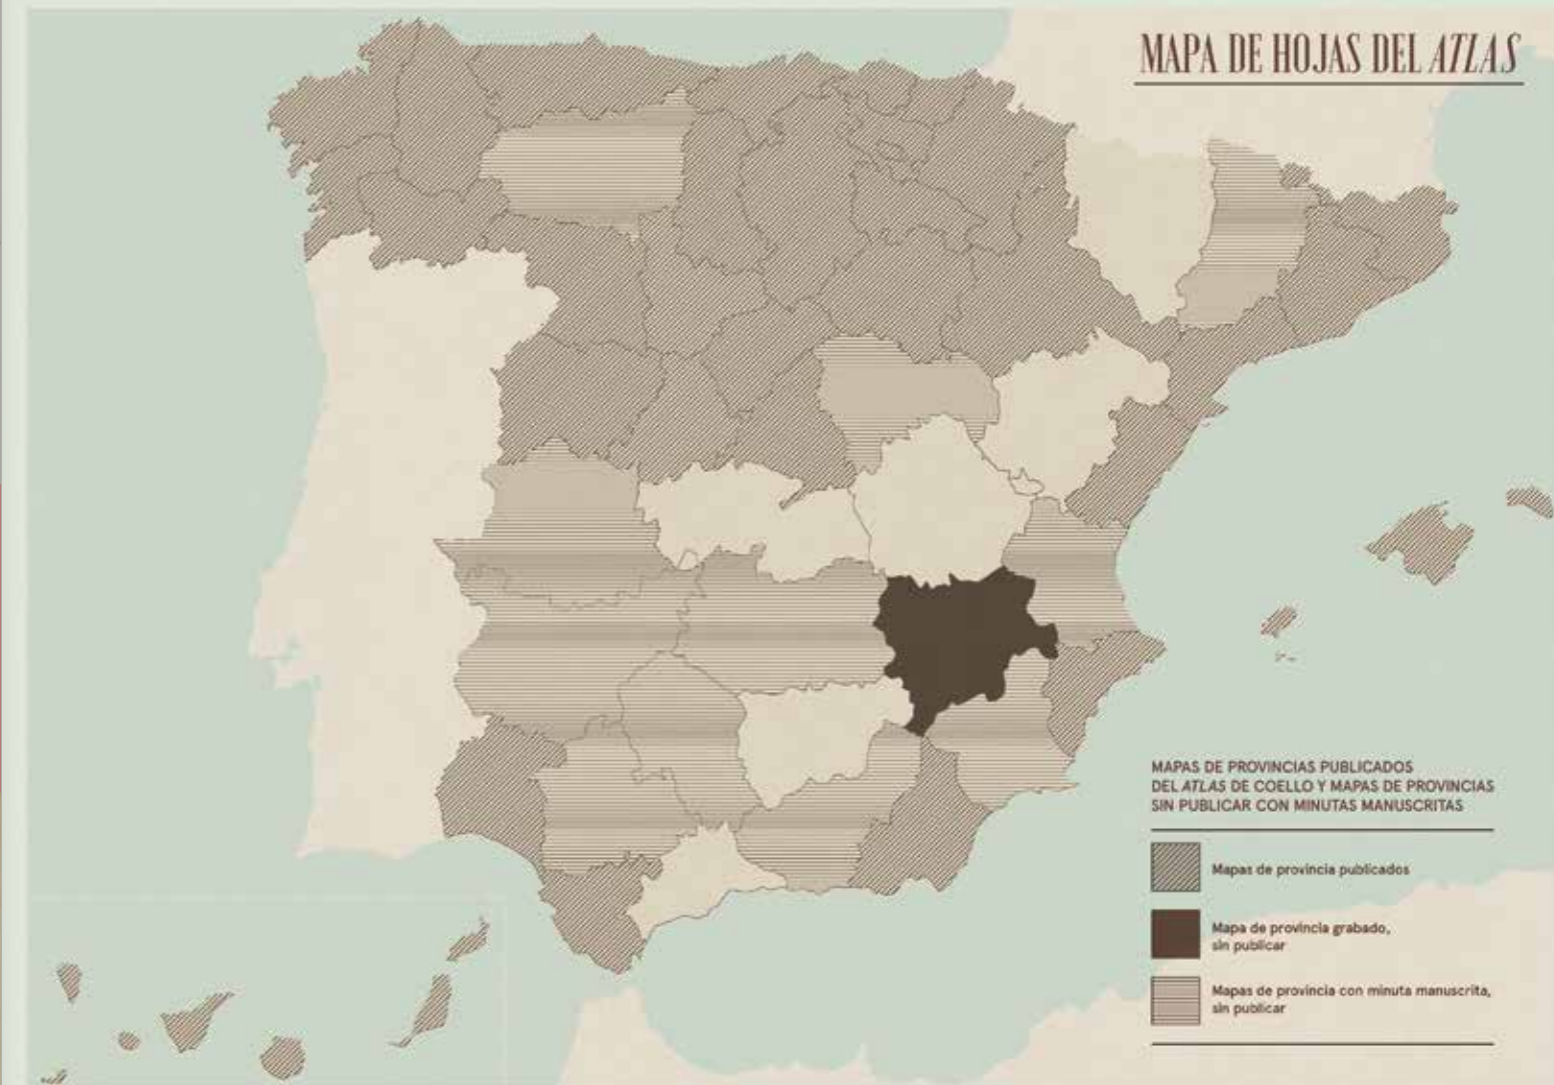 MAPA DE HOJAS DEL ATLAS
MAPAS DE PROVINCIAS PUBLICADOS
DEL ATLAS DE COELLO Y MAPAS DE PROVINCIAS
SIN PUBLICAR CON MINUTAS MANUSCRITAS
Mapas de provincia publicados
Mapa de provincia grabado,
sin publicar
Mapas de provincia con minuta manuscrita,
sin publicar